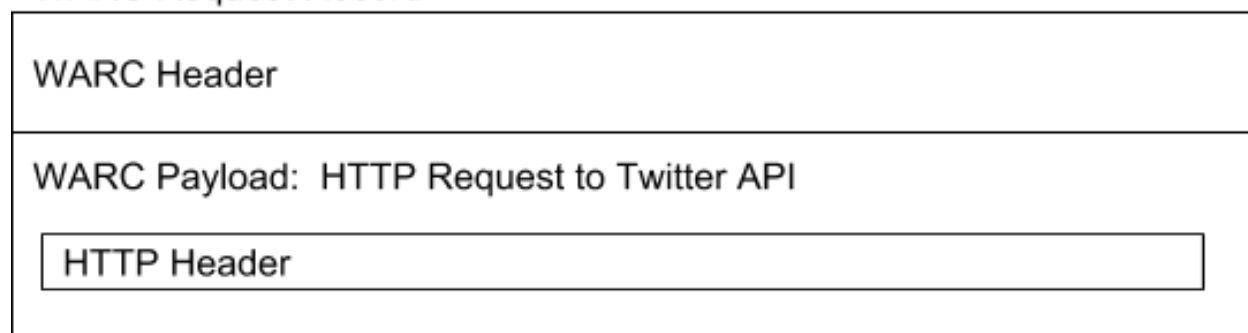 WARC Header
WARC Payload:  HTTP Request to Twitter API
HTTP Header